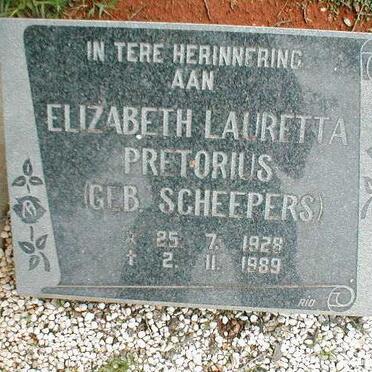 IN TERE HERINNERING
AAN
ELIZABETH LAURETTA
PRETORIUS
(GEB. SCHEEPERS)
* 25. 7. 1928
† 2. 11. 1989
RIO